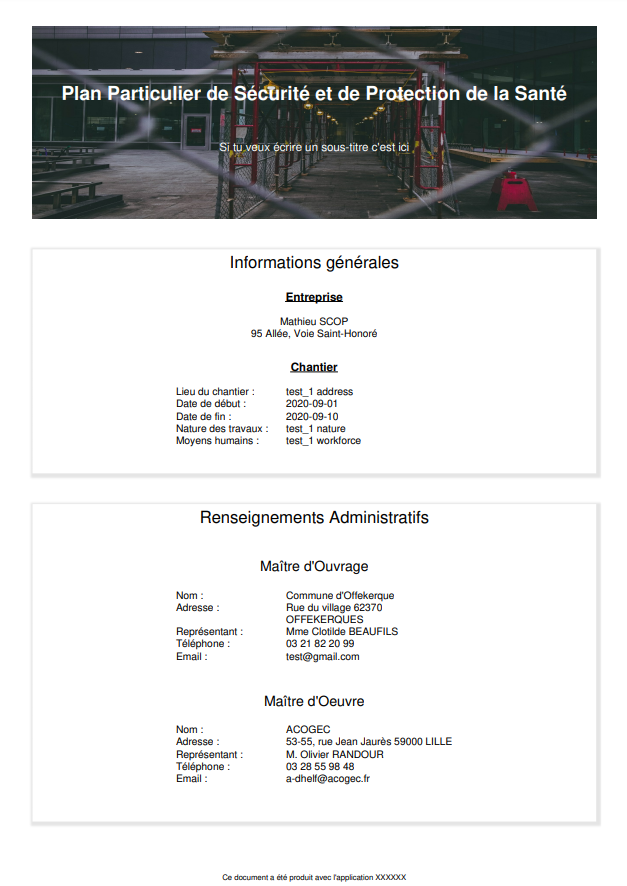 Plan Particulier de Sécurité et de Protection de la Santé
Si tu veux écrire un sous-titre c'est ici
Informations générales
Entreprise
Mathieu SCOP
95 Allée, Voie Saint-Honoré
Chantier
Lieu du chantier : test_1 address
Date de début : 2020-09-01
Date de fin : 2020-09-10
Nature des travaux : test_1 nature
Moyens humains : test_1 workforce
Renseignements Administratifs
Maître d'Ouvrage
Nom : Commune d'Offekerque
Adresse : Rue du village 62370
OFFEKERQUES
Représentant : Mme Clotilde BEAUFILS
Téléphone : 03 21 82 20 99
Email : test@gmail.com
Maître d'Oeuvre
Nom : ACOGEC
Adresse : 53-55, rue Jean Jaurès 59000 LILLE
Représentant : M. Olivier RANDOUR
Téléphone : 03 28 55 98 48
Email : a-dhelf@acogec.fr
Ce document a été produit avec l'application XXXXXX